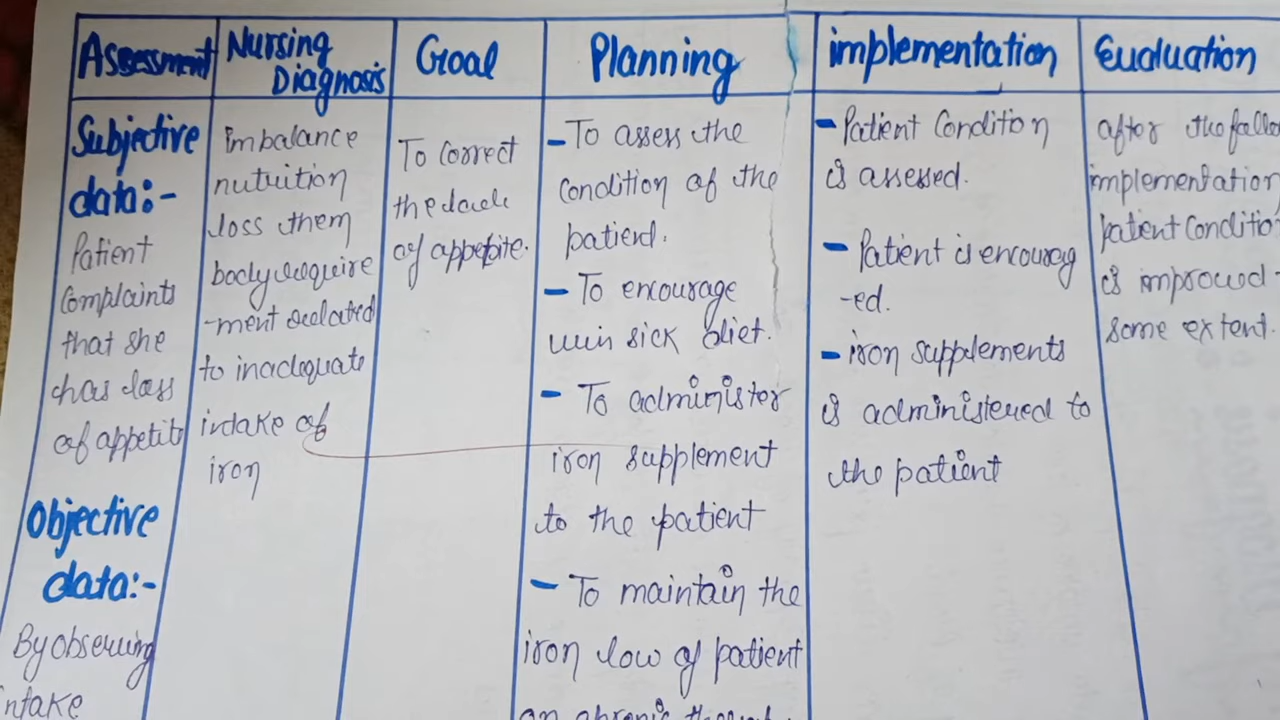 Assessment
Nursing
Diagnosis
Goal
Planning
implementation
Evaluation
Subjective
data:-
Patient
Complaints
that she
has loss
of appetite
Objective
data:-
By observing
intake
imbalance
nutrition
loss them
body require
-ment related
to inadequate
intake of
iron
To correct
the lack
of appetite.
- To assess the
condition of the
patient.
- To encourage
sick diet.
- To administer
iron supplement
to the patient
- To maintain the
iron low of patient
on chronic
- Patient Condition
is assessed.
- Patient is encourag
-ed.
- iron supplements
is administered to
the patient
after the follo
implementation
patient Conditio
is improved
some extent.